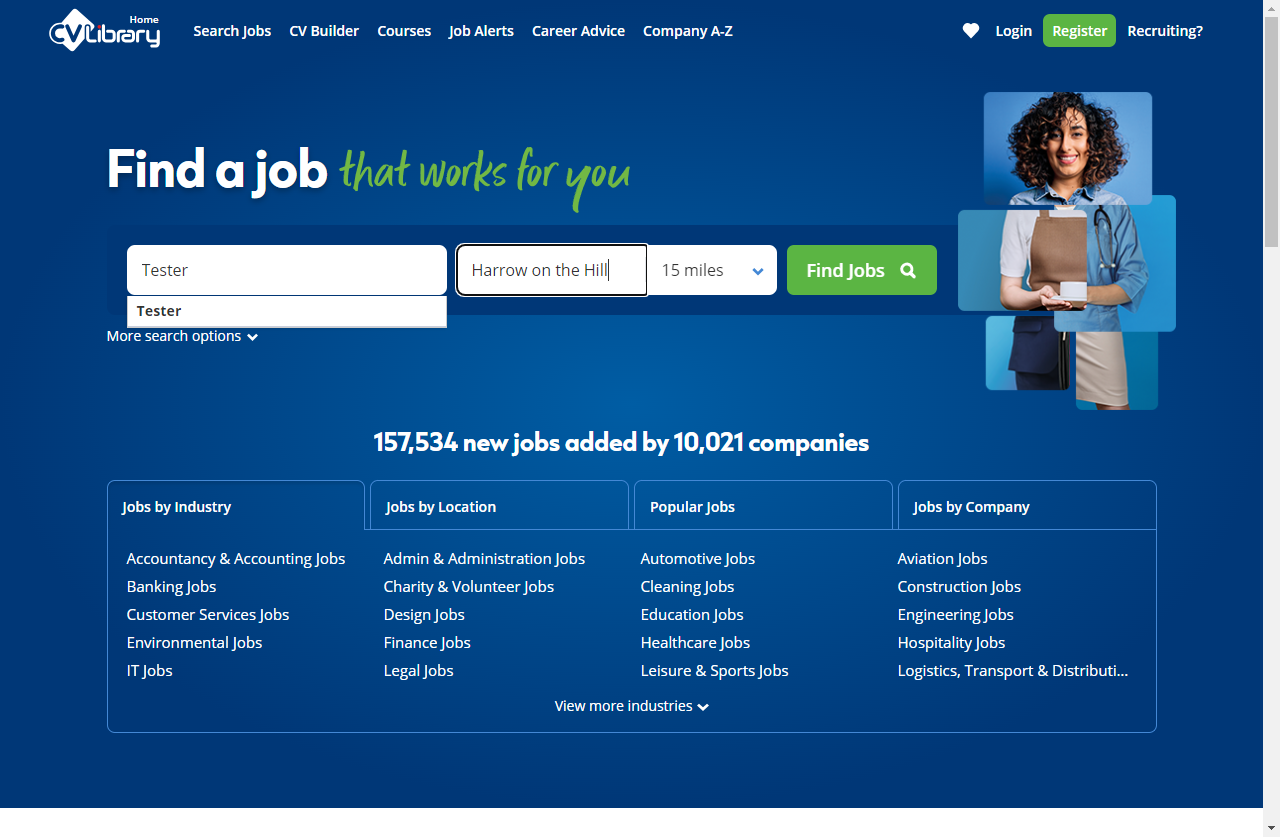 Home
CVLibrary
Search Jobs CV Builder Courses Job Alerts Career Advice Company A-Z Login Register Recruiting?
Find a job that works for you
Tester Harrow on the Hill 15 miles Find Jobs
Tester
More search options
157,534 new jobs added by 10,021 companies
Jobs by Industry Jobs by Location Popular Jobs Jobs by Company
Accountancy & Accounting Jobs Admin & Administration Jobs Automotive Jobs Aviation Jobs
Banking Jobs Charity & Volunteer Jobs Cleaning Jobs Construction Jobs
Customer Services Jobs Design Jobs Education Jobs Engineering Jobs
Environmental Jobs Finance Jobs Healthcare Jobs Hospitality Jobs
IT Jobs Legal Jobs Leisure & Sports Jobs Logistics, Transport & Distributi...
View more industries